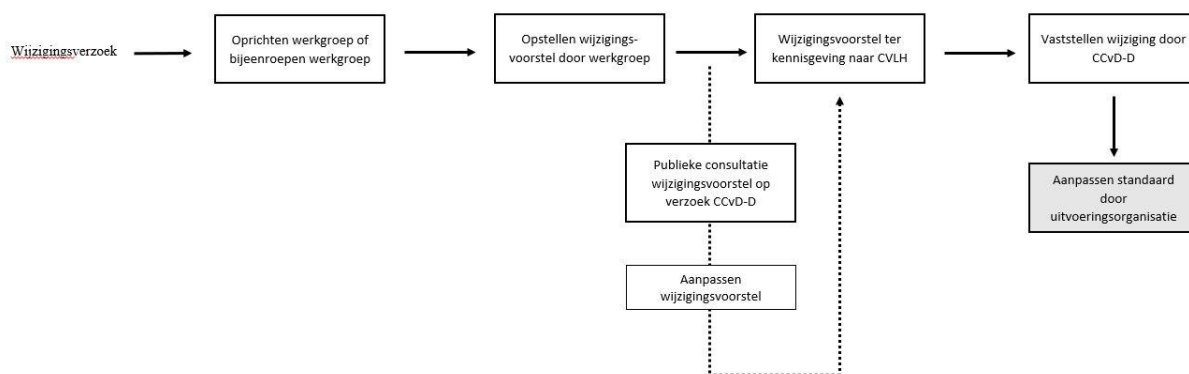 Wijzigingsverzoek
Oprichten werkgroep of
bijeenroepen werkgroep
Opstellen wijzigings-
voorstel door werkgroep
Wijzigingsvoorstel ter
kennisgeving naar CVLH
Vaststellen wijziging door
CCvD-D
Publieke consultatie
wijzigingsvoorstel op
verzoek CCvD-D
Aanpassen
wijzigingsvoorstel
Aanpassen standaard
door
uitvoeringsorganisatie